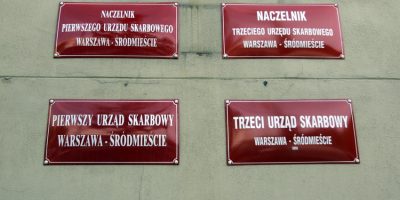 NACZELNIK
PIERWSZEGO URZĘDU SKARBOWEGO
WARSZAWA - ŚRÓDMIEŚCIE
NACZELNIK
TRZECIEGO URZĘDU SKARBOWEGO
WARSZAWA - ŚRÓDMIEŚCIE
PIERWSZY URZĄD SKARBOWY
WARSZAWA - ŚRÓDMIEŚCIE
TRZECI URZĄD SKARBOWY
WARSZAWA - ŚRÓDMIEŚCIE